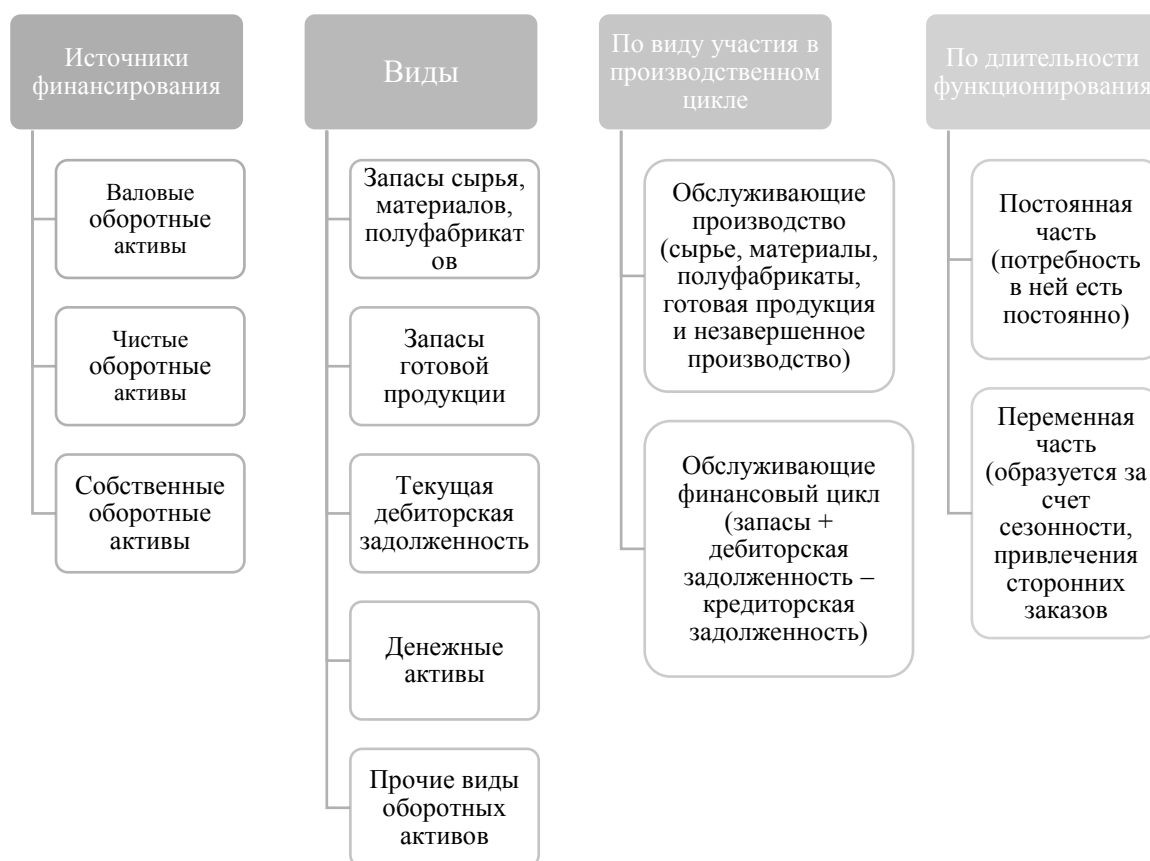 Источники
финансирования
Валовые
оборотные
активы
Чистые
оборотные
активы
Собственные
оборотные
активы
Виды
Запасы сырья,
материалов,
полуфабрикат
ов
Запасы
готовой
продукции
Текущая
дебиторская
задолженность
Денежные
активы
Прочие виды
оборотных
активов
По виду участия в
производственном
цикле
Обслуживающие
производство
(сырье, материалы,
полуфабрикаты,
готовая продукция
и незавершенное
производство)
Обслуживающие
финансовый цикл
(запасы +
дебиторская
задолженность –
кредиторская
задолженность)
По длительности
функционирования
Постоянная
часть
(потребность
в ней есть
постоянно)
Переменная
часть
(образуется за
счет
сезонности,
привлечения
сторонних
заказов